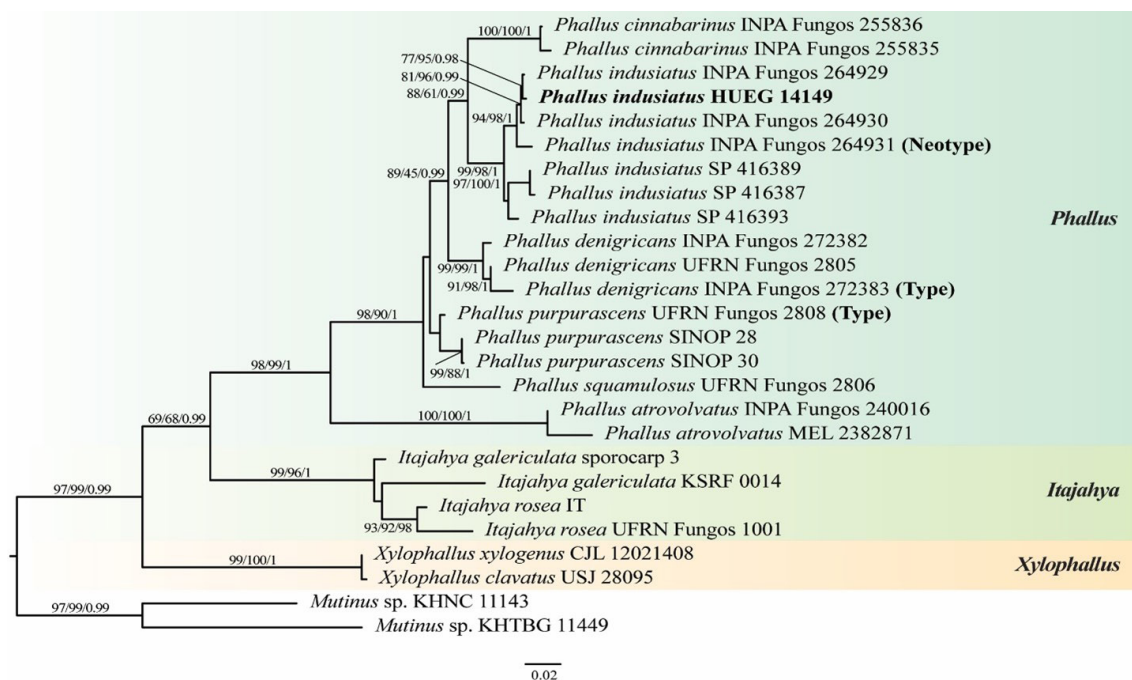 Phallus cinnabarinus INPA Fungos 255836
100/100/1
Phallus cinnabarinus INPA Fungos 255835
77/95/0.98
Phallus indusiatus INPA Fungos 264929
81/96/0.99
88/61/0.99
Phallus indusiatus HUEG 14149
94/98/1
Phallus indusiatus INPA Fungos 264930
Phallus indusiatus INPA Fungos 264931 (Neotype)
89/45/0.99
99/98/1
Phallus indusiatus SP 416389
97/100/1
Phallus indusiatus SP 416387
Phallus indusiatus SP 416393
Phallus
Phallus denigricans INPA Fungos 272382
99/99/1
Phallus denigricans UFRN Fungos 2805
91/98/1
Phallus denigricans INPA Fungos 272383 (Type)
98/90/1
Phallus purpurascens UFRN Fungos 2808 (Type)
Phallus purpurascens SINOP 28
Phallus purpurascens SINOP 30
98/99/1
99/88/1
Phallus squamulosus UFRN Fungos 2806
69/68/0.99
100/100/1
Phallus atrovolvatus INPA Fungos 240016
Phallus atrovolvatus MEL 2382871
Itajahya galericulata sporocarp 3
99/96/1
Itajahya galericulata KSRF 0014
Itajahya
97/99/0.99
Itajahya rosea IT
93/92/98
Itajahya rosea UFRN Fungos 1001
99/100/1
Xylophallus xylogenus CJL 12021408
Xylophallus
Xylophallus clavatus USJ 28095
97/99/0.99
Mutinus sp. KHNC 11143
Mutinus sp. KHTBG 11449
0.02